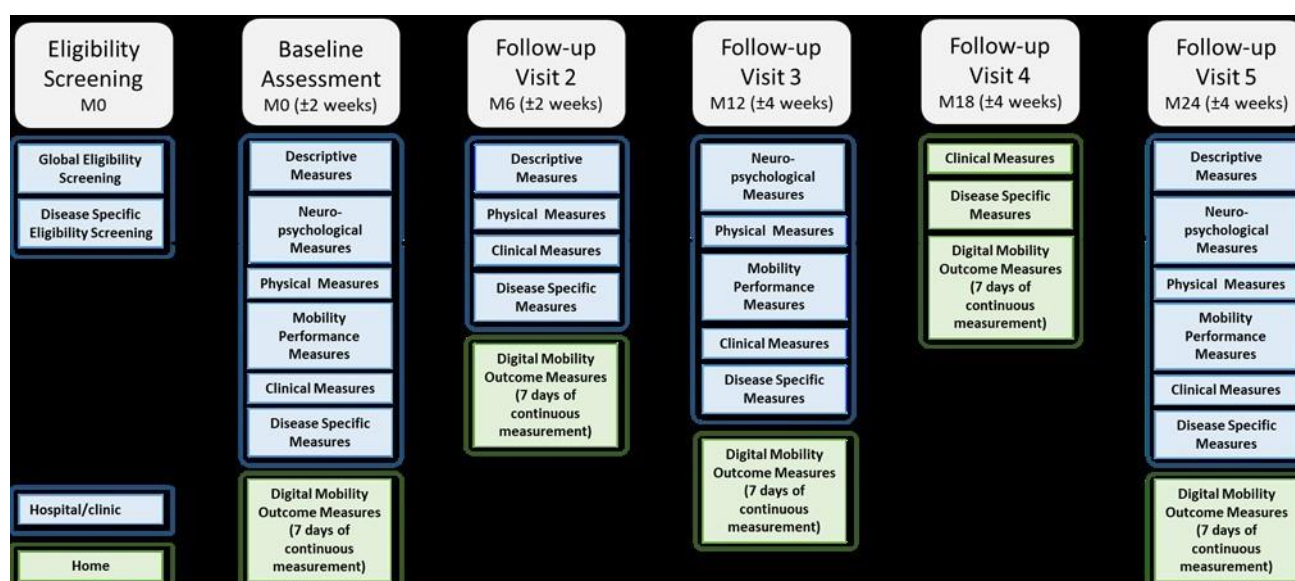 Eligibility
Screening
M0
Global Eligibility
Screening
Disease Specific
Eligibility Screening
Hospital/clinic
Home
Baseline
Assessment
M0 (±2 weeks)
Descriptive
Measures
Neuro-
psychological
Measures
Physical Measures
Mobility
Performance
Measures
Clinical Measures
Disease Specific
Measures
Digital Mobility
Outcome Measures
(7 days of
continuous
measurement)
Follow-up
Visit 2
M6 (±2 weeks)
Descriptive
Measures
Physical Measures
Clinical Measures
Disease Specific
Measures
Digital Mobility
Outcome Measures
(7 days of
continuous
measurement)
Follow-up
Visit 3
M12 (±4 weeks)
Neuro-
psychological
Measures
Physical Measures
Mobility
Performance
Measures
Clinical Measures
Disease Specific
Measures
Digital Mobility
Outcome Measures
(7 days of
continuous
measurement)
Follow-up
Visit 4
M18 (±4 weeks)
Clinical Measures
Disease Specific
Measures
Digital Mobility
Outcome Measures
(7 days of
continuous
measurement)
Follow-up
Visit 5
M24 (±4 weeks)
Descriptive
Measures
Neuro-
psychological
Measures
Physical Measures
Mobility
Performance
Measures
Clinical Measures
Disease Specific
Measures
Digital Mobility
Outcome Measures
(7 days of
continuous
measurement)